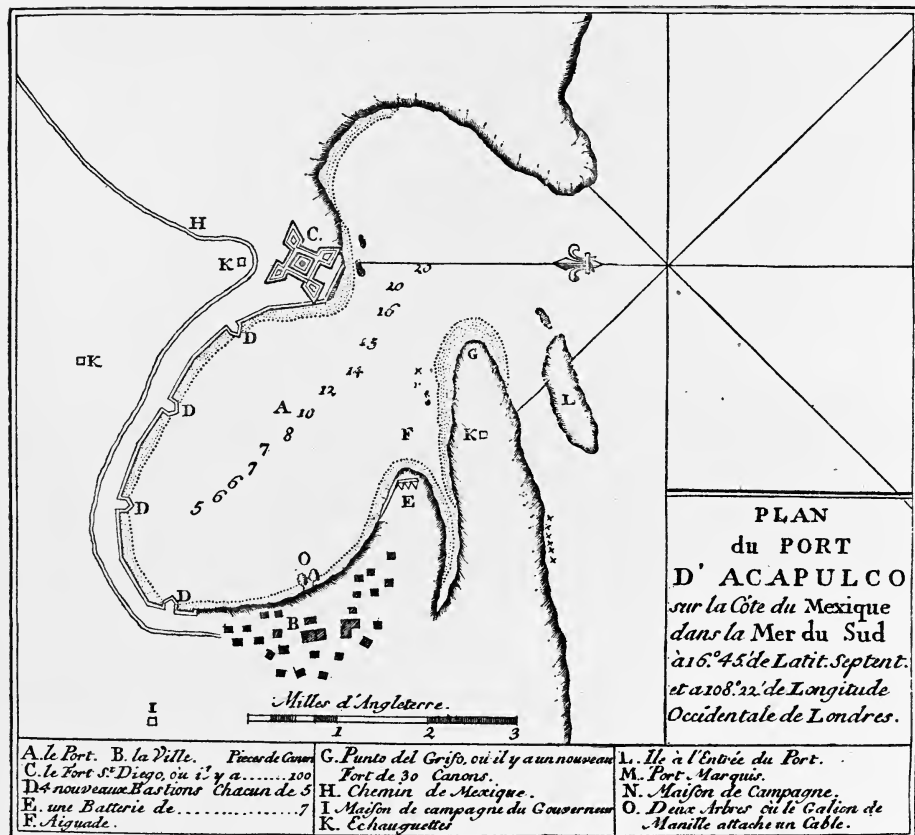 H
C.
K
20
20
16
D
15
K
G
14
L
12
D
A
10
8
F
K
7
7
6
6
5
E
D
O
D
B
I
Milles d'Angleterre.
1 2 3
PLAN
du PORT
D'ACAPULCO
sur la Côte du Mexique
dans la Mer du Sud
à 16.° 45.' de Latit. Septent.
et a 108.° 22.' de Longitude
Occidentale de Londres.
A. le Port. B. la Ville. Pieces de Canon
C. le Fort St. Diego, ou il y a ....... 100
D 4 nouveaux Bastions Chacun de 5
E. une Batterie de ............... 7
F. Aiguade.
G. Punto del Grifo, ou il y a un nouveau
Fort de 30 Canons.
H. Chemin de Mexique.
I Maison de campagne du Gouverneur
K. Echauguettes
L. Ile à l'Entrée du Port.
M. Port Marquis.
N. Maison de Campagne.
O. Deux Arbres où le Galion de
Manille attache un Cable.